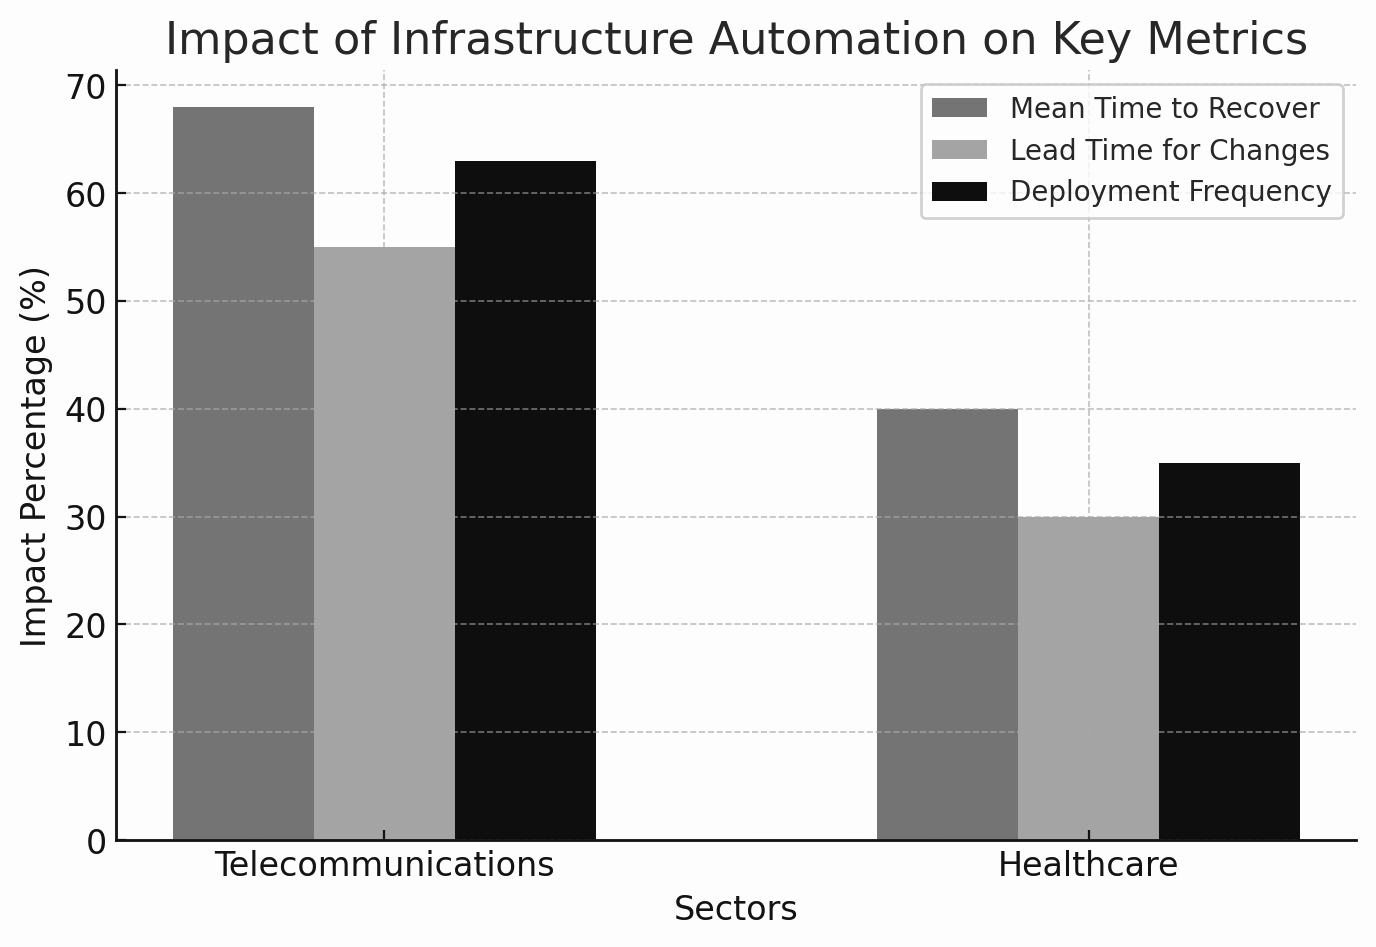 Impact of Infrastructure Automation on Key Metrics
Mean Time to Recover
Lead Time for Changes
Deployment Frequency
Impact Percentage (%)
70
60
50
40
30
20
10
0
Telecommunications
Healthcare
Sectors